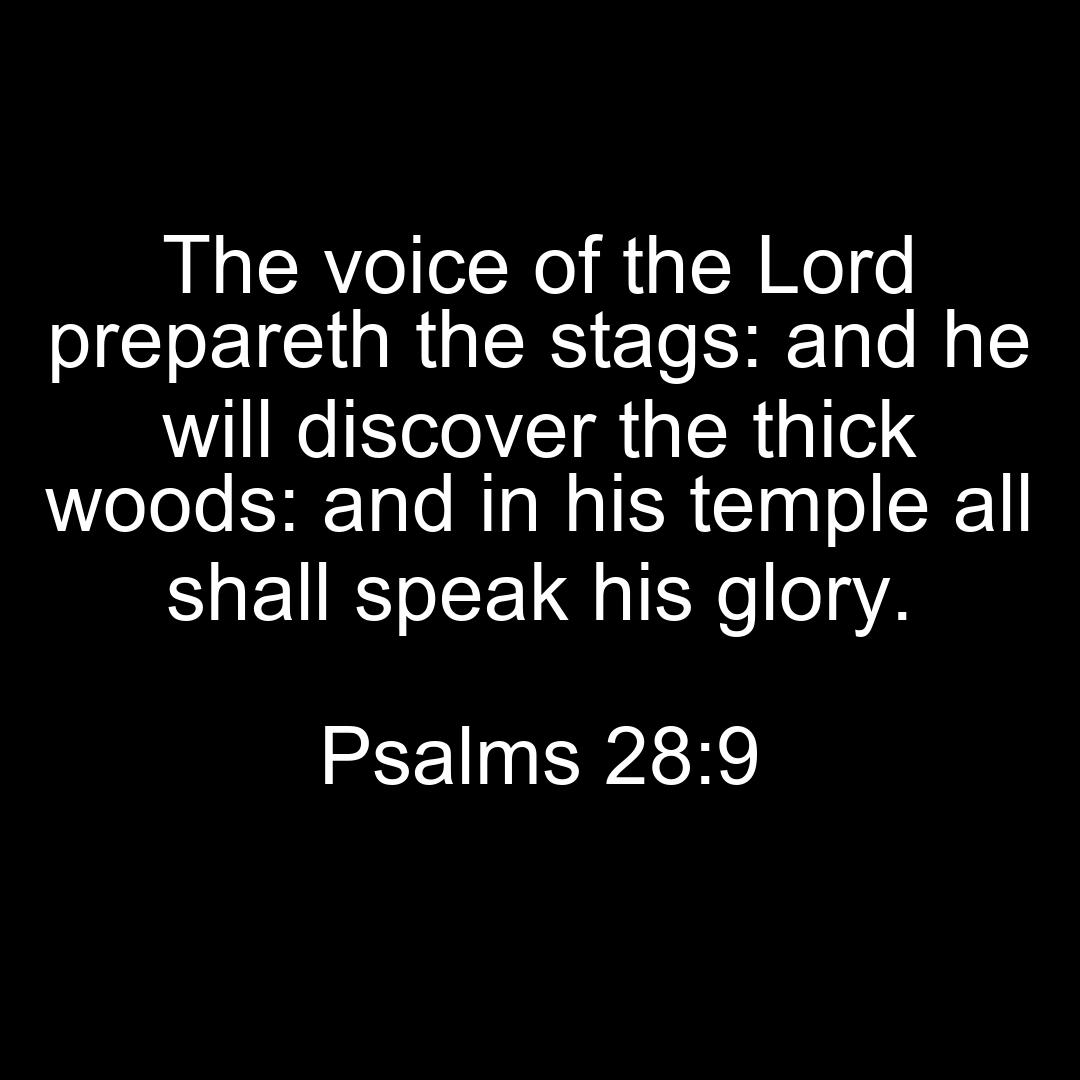 The voice of the Lord
prepareth the stags: and he
will discover the thick
woods: and in his temple all
shall speak his glory.
Psalms 28:9